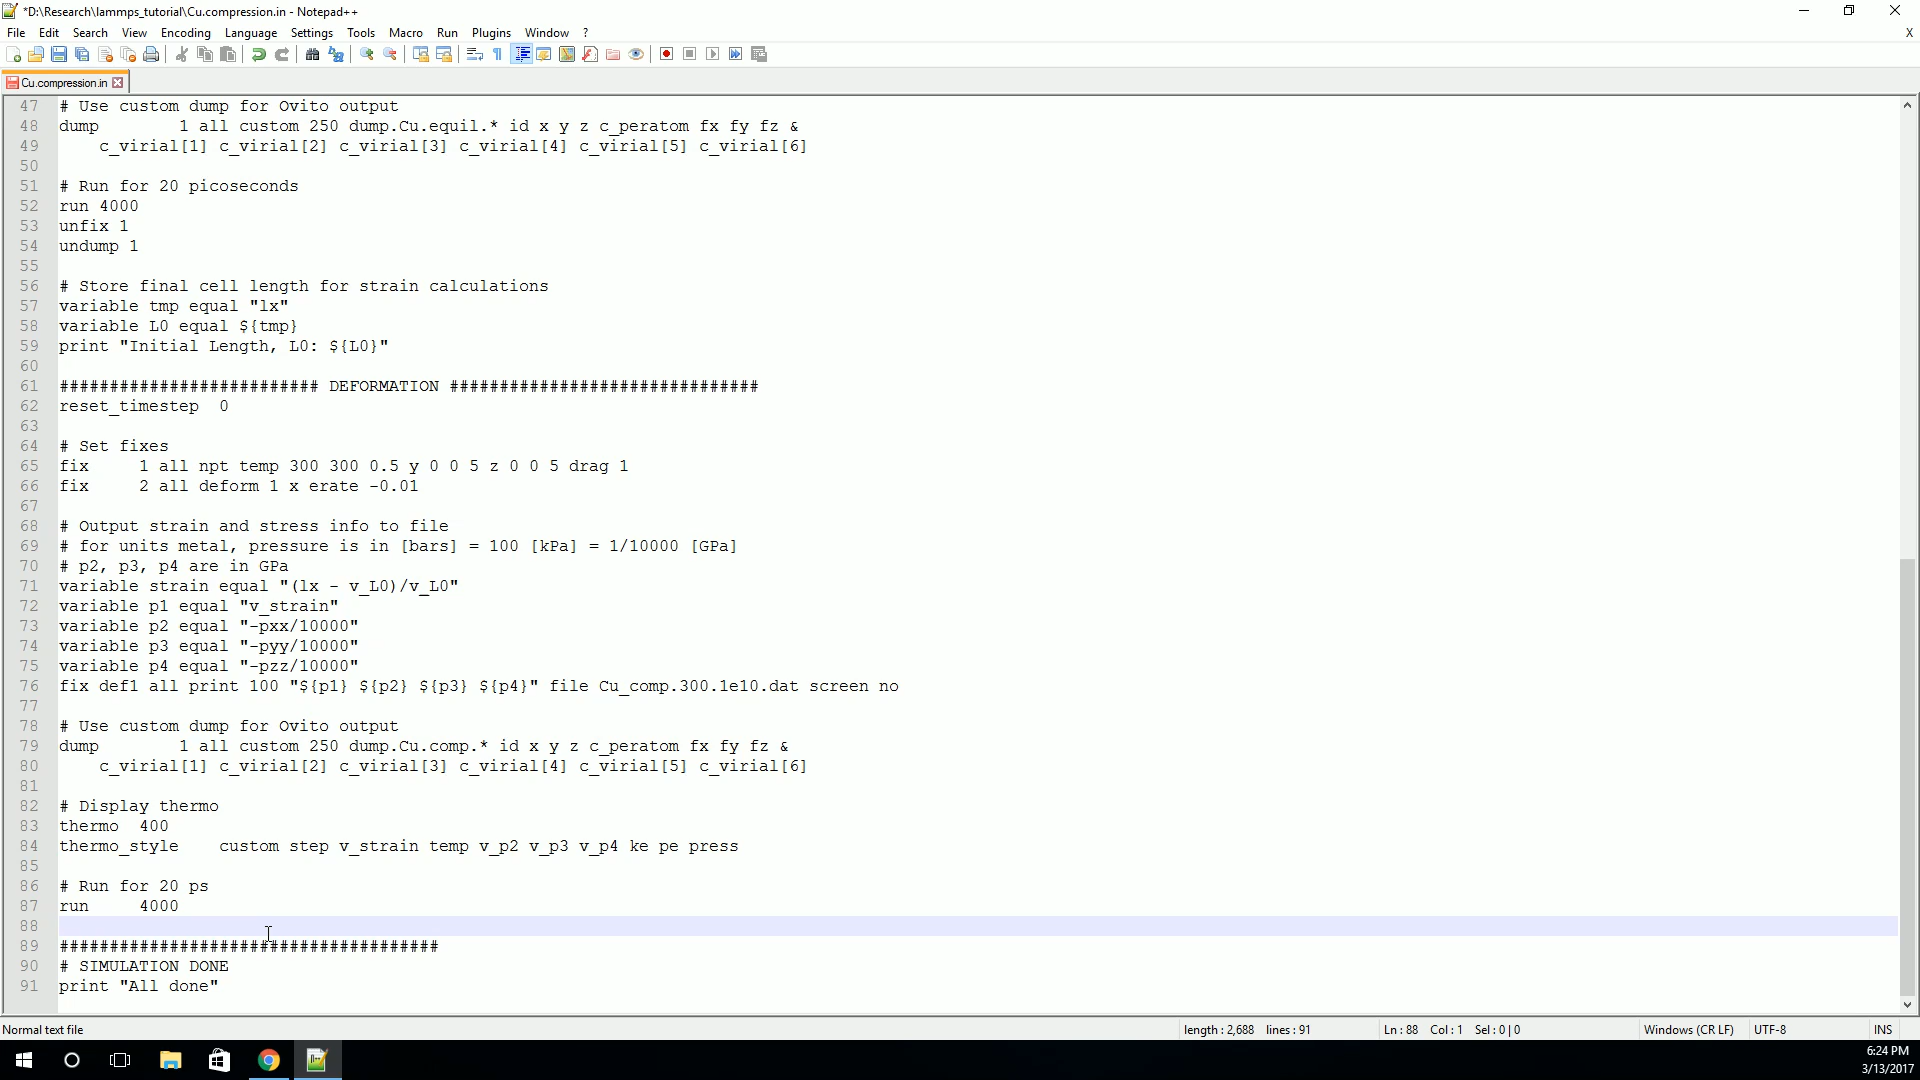 *D:\Research\lammps_tutorial\Cu.compression.in - Notepad++
File Edit Search View Encoding Language Settings Tools Macro Run Plugins Window ? X
Cu.compression.in
47 # Use custom dump for Ovito output
48 dump 1 all custom 250 dump.Cu.equil.* id x y z c_peratom fx fy fz &
49 c_virial[1] c_virial[2] c_virial[3] c_virial[4] c_virial[5] c_virial[6]
50
51 # Run for 20 picoseconds
52 run 4000
53 unfix 1
54 undump 1
55
56 # Store final cell length for strain calculations
57 variable tmp equal "lx"
58 variable L0 equal ${tmp}
59 print "Initial Length, L0: ${L0}"
60
61 ########################## DEFORMATION ###############################
62 reset_timestep 0
63
64 # Set fixes
65 fix 1 all npt temp 300 300 0.5 y 0 0 5 z 0 0 5 drag 1
66 fix 2 all deform 1 x erate -0.01
67
68 # Output strain and stress info to file
69 # for units metal, pressure is in [bars] = 100 [kPa] = 1/10000 [GPa]
70 # p2, p3, p4 are in GPa
71 variable strain equal "(lx - v_L0)/v_L0"
72 variable p1 equal "v_strain"
73 variable p2 equal "-pxx/10000"
74 variable p3 equal "-pyy/10000"
75 variable p4 equal "-pzz/10000"
76 fix def1 all print 100 "${p1} ${p2} ${p3} ${p4}" file Cu_comp.300.1e10.dat screen no
77
78 # Use custom dump for Ovito output
79 dump 1 all custom 250 dump.Cu.comp.* id x y z c_peratom fx fy fz &
80 c_virial[1] c_virial[2] c_virial[3] c_virial[4] c_virial[5] c_virial[6]
81
82 # Display thermo
83 thermo 400
84 thermo_style custom step v_strain temp v_p2 v_p3 v_p4 ke pe press
85
86 # Run for 20 ps
87 run 4000
88
89 ######################################
90 # SIMULATION DONE
91 print "All done"
Normal text file length : 2,688 lines : 91 Ln : 88 Col : 1 Sel : 0 | 0 Windows (CR LF) UTF-8 INS
6:24 PM
3/13/2017